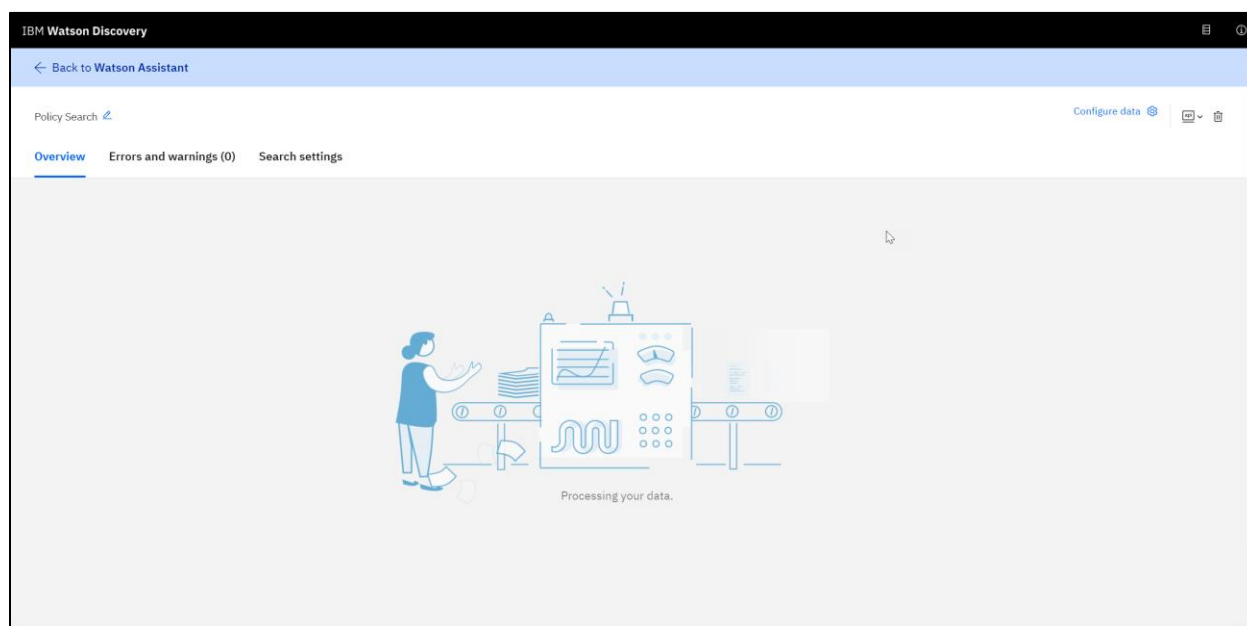 IBM Watson Discovery
Back to Watson Assistant
Policy Search
Configure data
Overview Errors and warnings (0) Search settings
Processing your data.